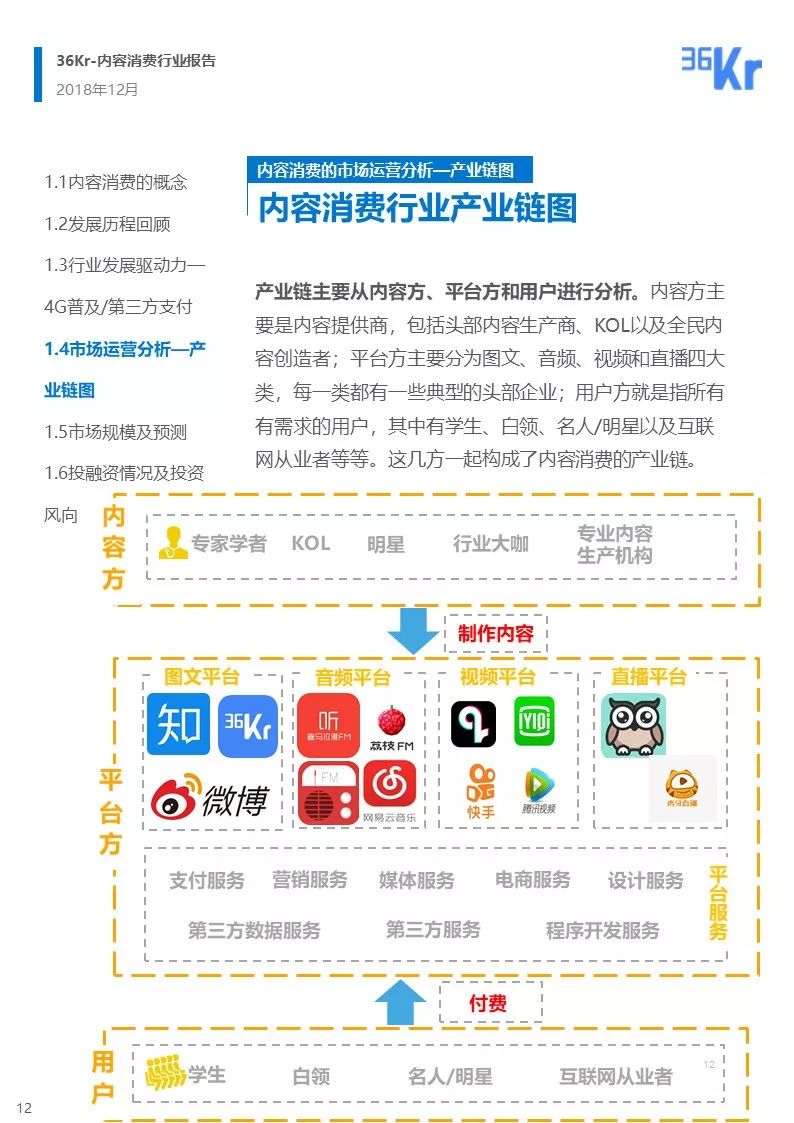 36Kr-内容消费行业报告
2018年12月
36Kr
1.1内容消费的概念
1.2发展历程回顾
1.3行业发展驱动力—
4G普及/第三方支付
1.4市场运营分析—产
业链图
1.5市场规模及预测
1.6投融资情况及投资
风向
内容消费的市场运营分析—产业链图
内容消费行业产业链图
产业链主要从内容方、平台方和用户进行分析。内容方主
要是内容提供商，包括头部内容生产商、KOL以及全民内
容创造者；平台方主要分为图文、音频、视频和直播四大
类，每一类都有一些典型的头部企业；用户方就是指所有
有需求的用户，其中有学生、白领、名人/明星以及互联
网从业者等等。这几方一起构成了内容消费的产业链。
内容方
专家学者 KOL 明星 行业大咖 专业内容
生产机构
制作内容
平台方
图文平台 音频平台 视频平台 直播平台
知 36Kr 听 iYIQI
喜马拉雅FM 荔枝FM
FM
微博 网易云音乐 快手 腾讯视频 虎牙直播
支付服务 营销服务 媒体服务 电商服务 设计服务
第三方数据服务 第三方服务 程序开发服务
平台服务
付费
用户
学生 白领 名人/明星 互联网从业者
12
12